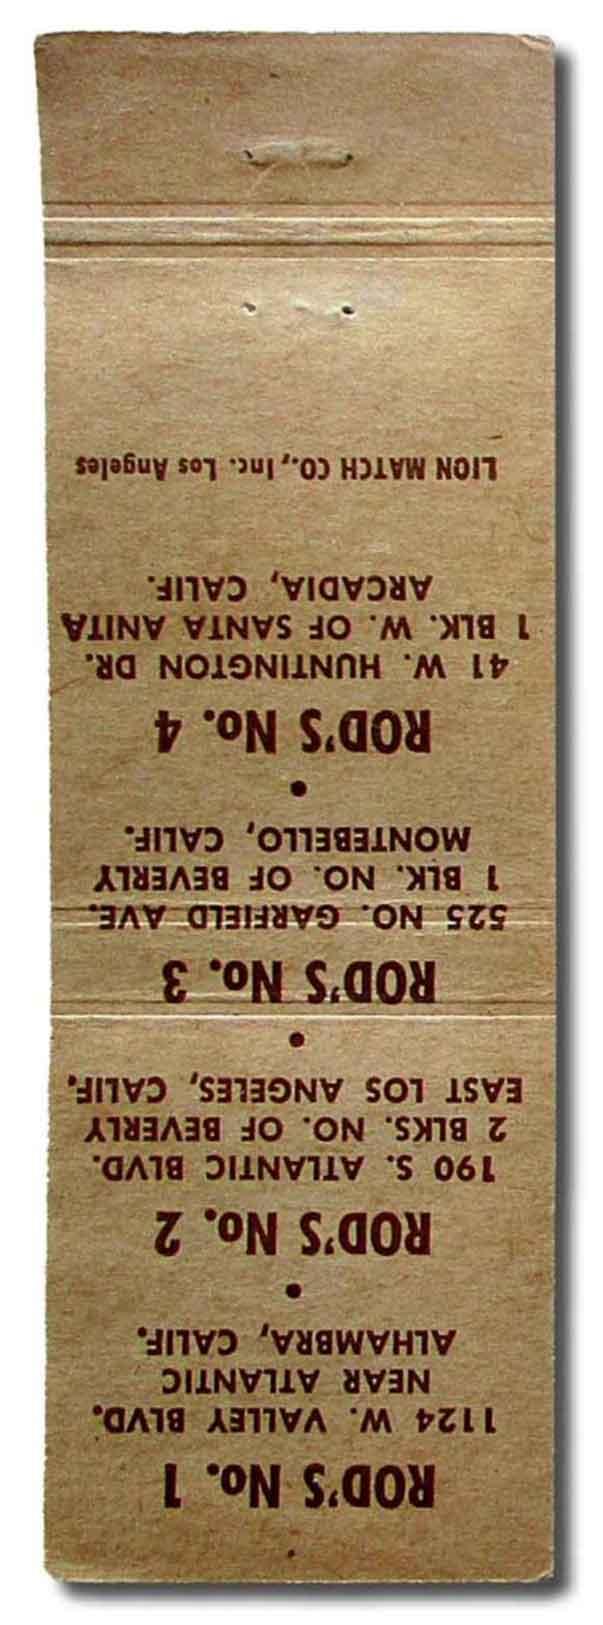 ROD'S No. 1
1124 W. VALLEY BLVD.
NEAR ATLANTIC
ALHAMBRA, CALIF.
•
ROD'S No. 2
190 S. ATLANTIC BLVD.
2 BLKS. NO. OF BEVERLY
EAST LOS ANGELES, CALIF.
•
ROD'S No. 3
525 NO. GARFIELD AVE.
1 BLK. NO. OF BEVERLY
MONTEBELLO, CALIF.
•
ROD'S No. 4
41 W. HUNTINGTON DR.
1 BLK. W. OF SANTA ANITA
ARCADIA, CALIF.
LION MATCH CO., Inc. Los Angeles